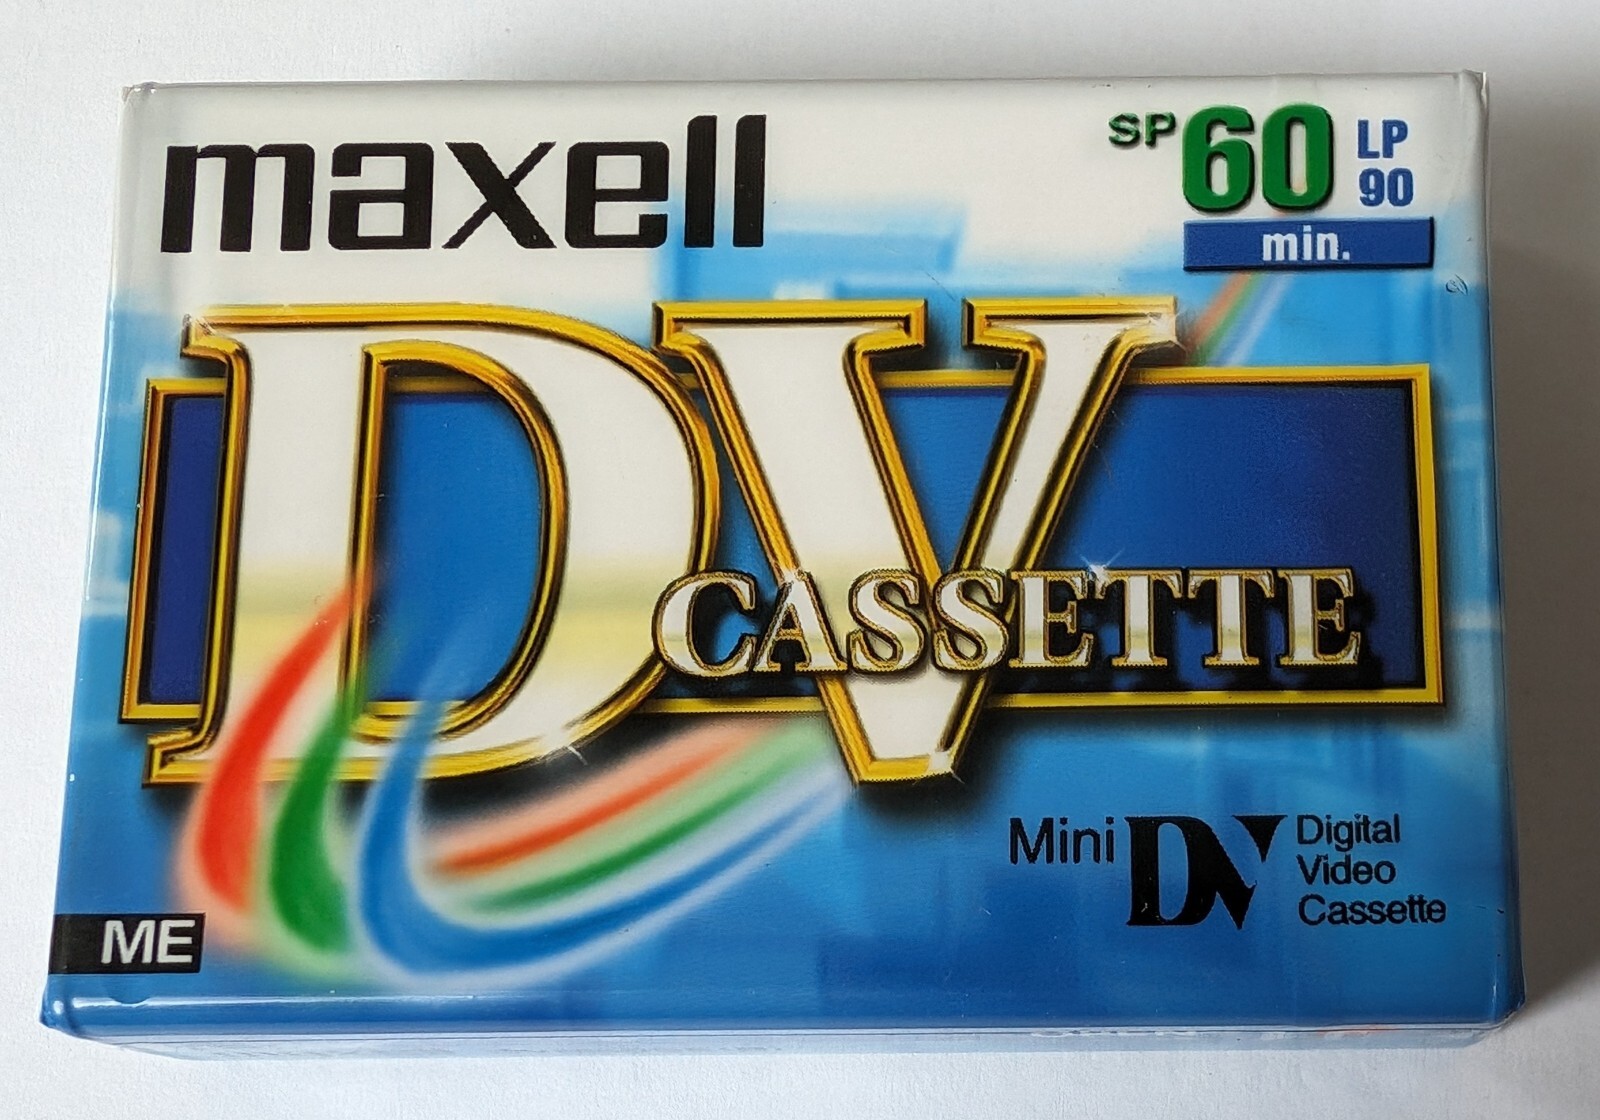 maxell
SP 60 LP 90
min.
DV
CASSETTE
Mini DV Digital
Video
Cassette
ME